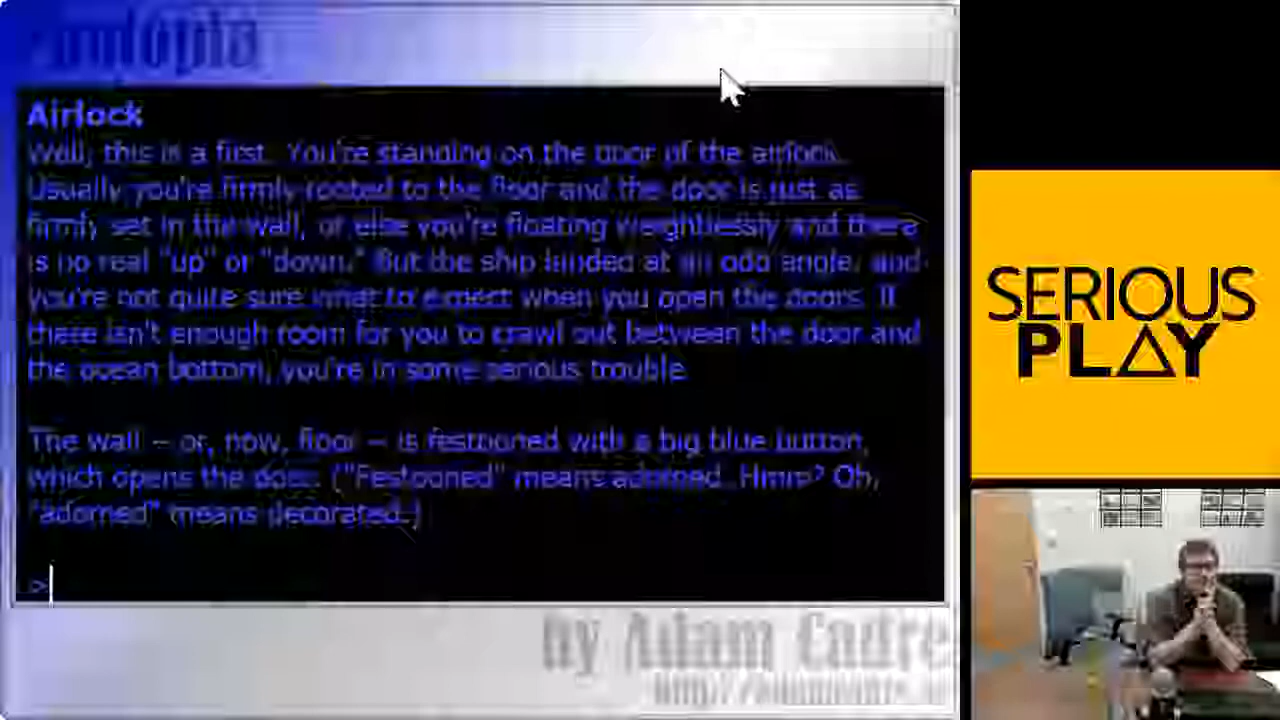 Airlock
Well, this is a first. You're standing on the door of the airlock.
Usually you're firmly rooted to the floor and the door is just as
firmly set in the wall, or else you're floating weightlessly and there
is no real "up" or "down." But the ship landed at an odd angle, and
you're not quite sure what to expect when you open the doors. If
there isn't enough room for you to crawl out between the door and
the ocean bottom, you're in some serious trouble.
The wall – or, now, floor – is festooned with a big blue button,
which opens the door. ("Festooned" means adorned. Hmm? Oh,
"adorned" means decorated.)
>
by Adam Cadre
SERIOUS
PLAY